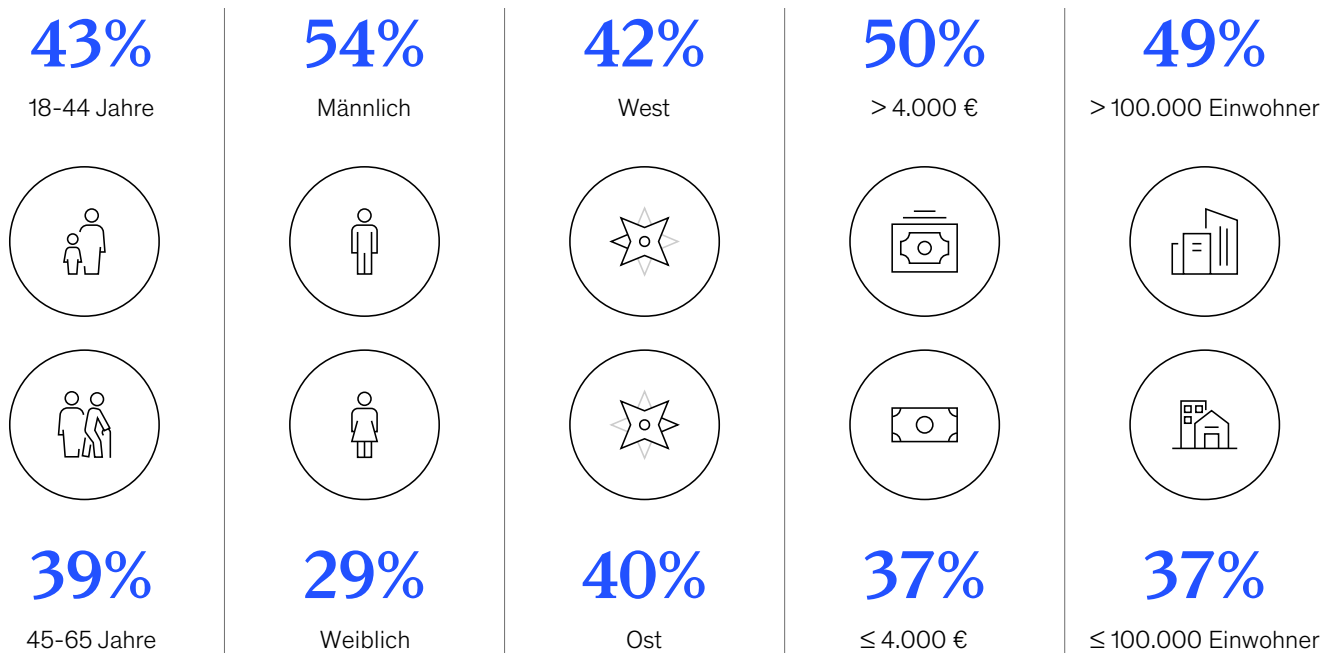 43%
18-44 Jahre
54%
Männlich
42%
West
50%
> 4.000 €
49%
> 100.000 Einwohner
39%
45-65 Jahre
29%
Weiblich
40%
Ost
37%
≤ 4.000 €
37%
≤ 100.000 Einwohner